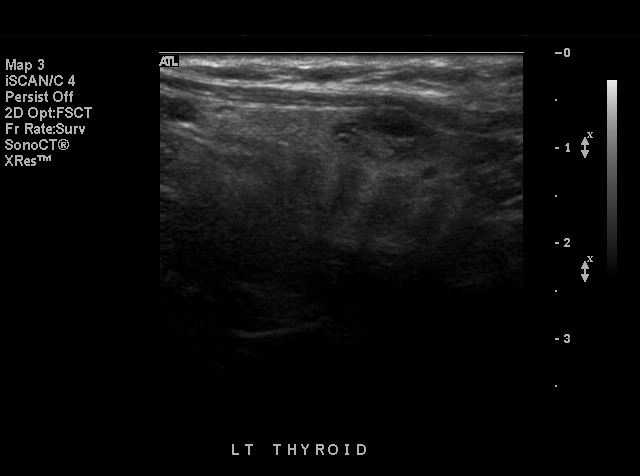 Map 3
iSCAN/C 4
Persist Off
2D Opt:FSCT
Fr Rate:Surv
SonoCT®
XRes™
ATL
0
1
X
2
X
3
LT THYROID